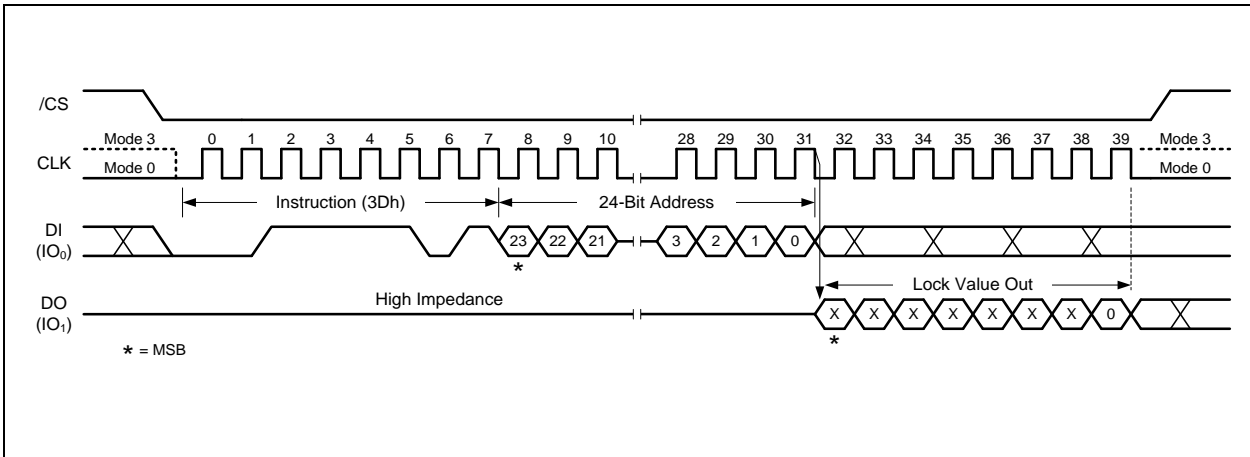 /CS
Mode 3 0 1 2 3 4 5 6 7 8 9 10 28 29 30 31 32 33 34 35 36 37 38 39 Mode 3
CLK Mode 0 Mode 0
Instruction (3Dh) 24-Bit Address
DI
(IO₀) 23 22 21 3 2 1 0
*
Lock Value Out
High Impedance
DO
(IO₁) X X X X X X X 0
*
* = MSB